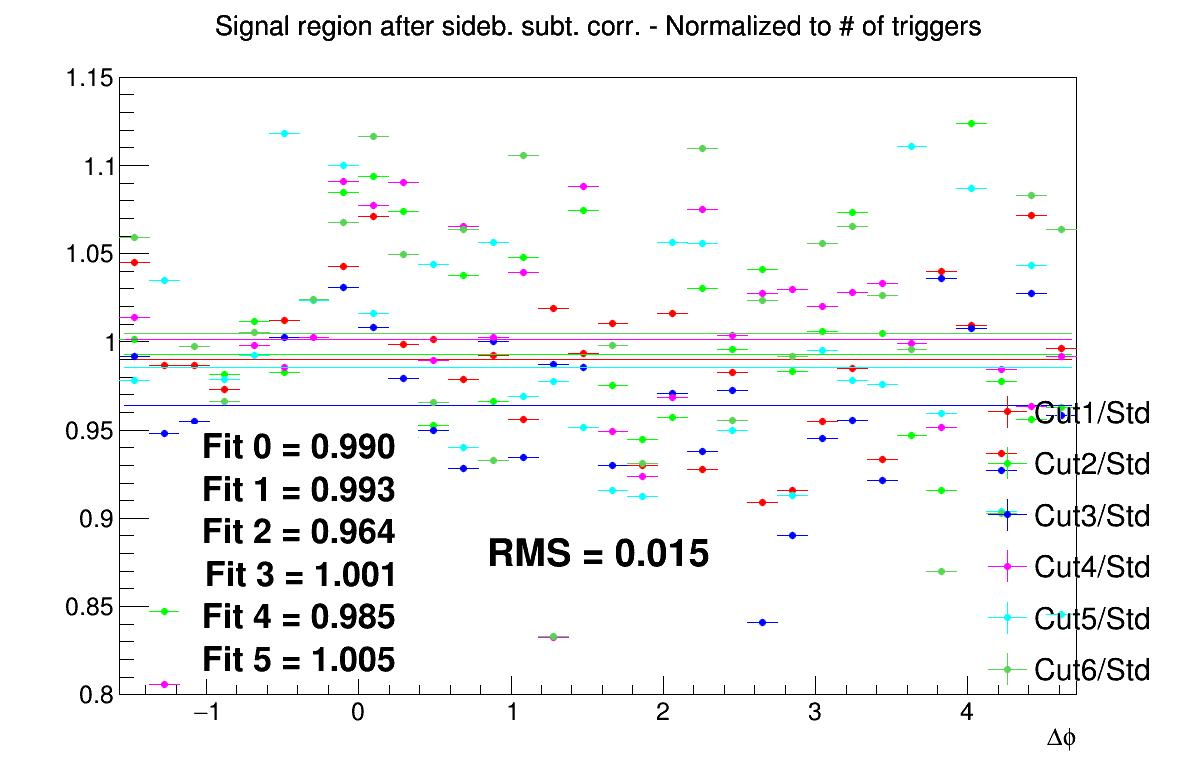 Signal region after sideb. subt. corr. - Normalized to # of triggers
1.15
1.1
1.05
1
0.95
0.9
0.85
0.8
Fit 0 = 0.990
Fit 1 = 0.993
Fit 2 = 0.964
Fit 3 = 1.001
Fit 4 = 0.985
Fit 5 = 1.005
RMS = 0.015
Cut1/Std
Cut2/Std
Cut3/Std
Cut4/Std
Cut5/Std
Cut6/Std
−1 0 1 2 3 4
Δϕ